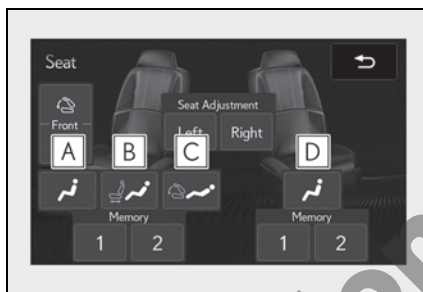 Seat
Seat Adjustment
Front
Left Right
A B C D
Memory Memory
1 2 1 2